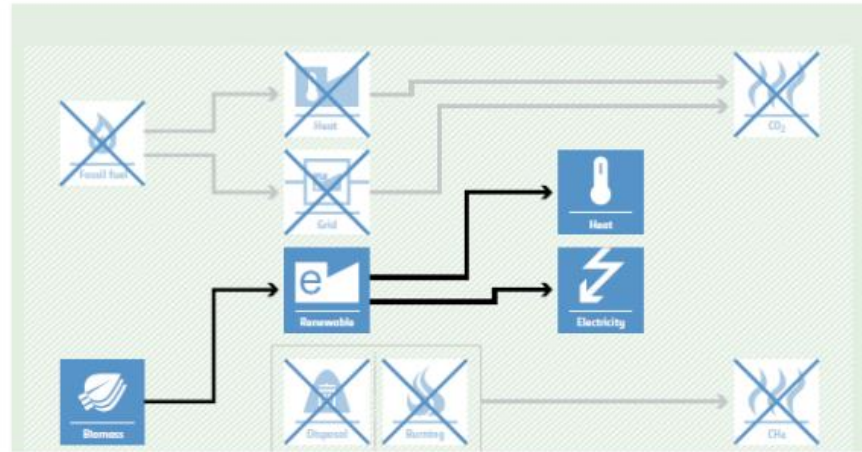 Heat
CO₂
Fossil fuel
Grid
Heat
e
Renewable
Electricity
Biomass
Disposal
Burning
CH₄